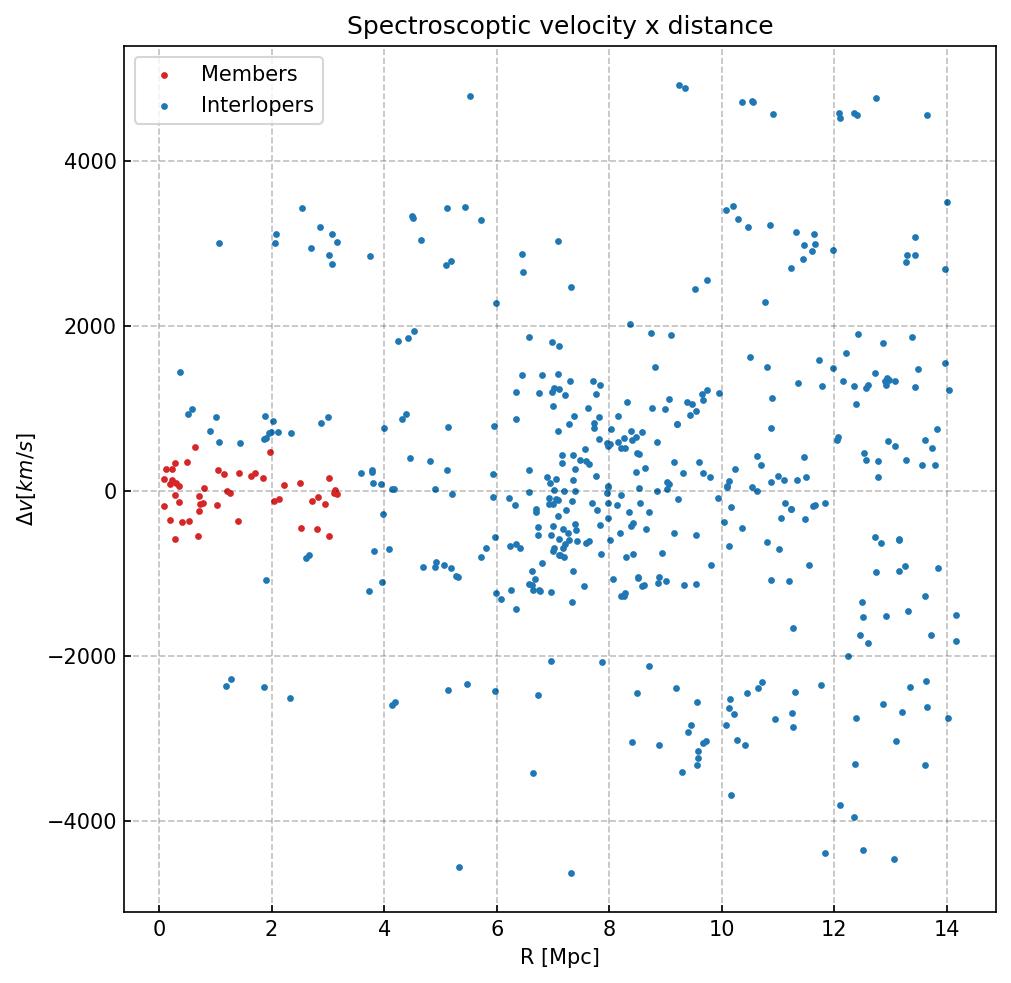 Spectroscoptic velocity x distance
Members
Interlopers
4000
2000
0
−2000
−4000
Δv[km/s]
0 2 4 6 8 10 12 14
R [Mpc]